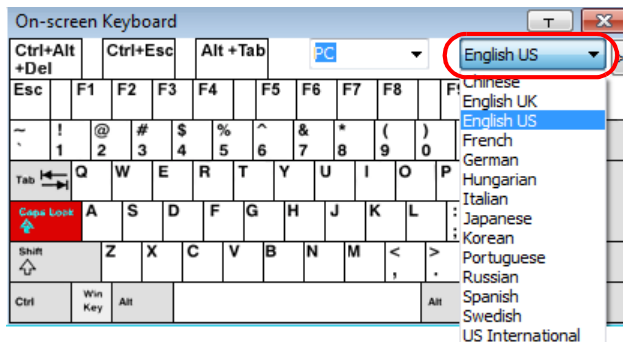 On-screen Keyboard
Ctrl+Alt +Del Ctrl+Esc Alt +Tab PC English US
Esc F1 F2 F3 F4 F5 F6 F7 F8
~ ` ! 1 @ 2 # 3 $ 4 % 5 ^ 6 & 7 * 8 ( 9 ) 0
Tab Q W E R T Y U I O P
Caps Lock A S D F G H J K L : ;
Shift Z X C V B N M < , > .
Ctrl Win Key Alt Alt
Chinese
English UK
English US
French
German
Hungarian
Italian
Japanese
Korean
Portuguese
Russian
Spanish
Swedish
US International